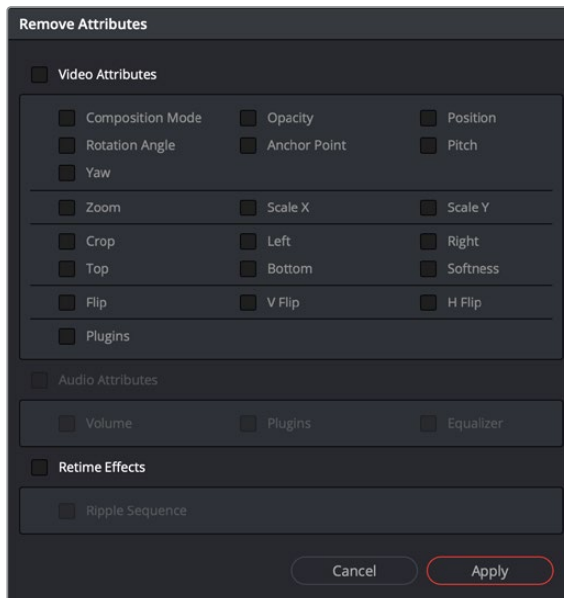 Remove Attributes
Video Attributes
Composition Mode Opacity Position
Rotation Angle Anchor Point Pitch
Yaw
Zoom Scale X Scale Y
Crop Left Right
Top Bottom Softness
Flip V Flip H Flip
Plugins
Audio Attributes
Volume Plugins Equalizer
Retime Effects
Ripple Sequence
Cancel Apply